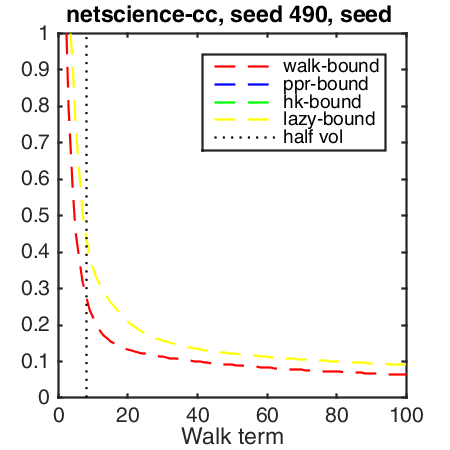 netscience-cc, seed 490, seed
1
0.9
0.8
0.7
0.6
0.5
0.4
0.3
0.2
0.1
0
walk-bound
ppr-bound
hk-bound
lazy-bound
half vol
0 20 40 60 80 100
Walk term